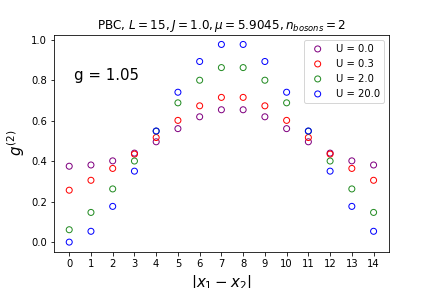 PBC, L = 15, J = 1.0, μ = 5.9045, n_bosons = 2
g = 1.05
U = 0.0
U = 0.3
U = 2.0
U = 20.0
1.0
0.8
0.6
0.4
0.2
0.0
g^(2)
0 1 2 3 4 5 6 7 8 9 10 11 12 13 14
|x₁ − x₂|